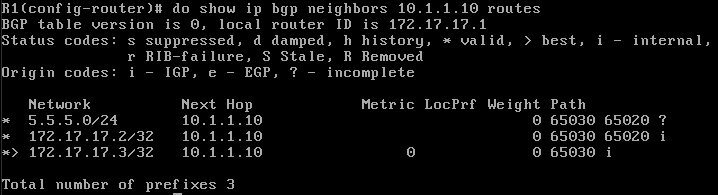 R1(config-router)# do show ip bgp neighbors 10.1.1.10 routes
BGP table version is 0, local router ID is 172.17.17.1
Status codes: s suppressed, d damped, h history, * valid, > best, i - internal,
              r RIB-failure, S Stale, R Removed
Origin codes: i - IGP, e - EGP, ? - incomplete

   Network          Next Hop            Metric LocPrf Weight Path
*  5.5.5.0/24       10.1.1.10                              0 65030 65020 ?
*  172.17.17.2/32   10.1.1.10                              0 65030 65020 i
*> 172.17.17.3/32   10.1.1.10                0             0 65030 i

Total number of prefixes 3